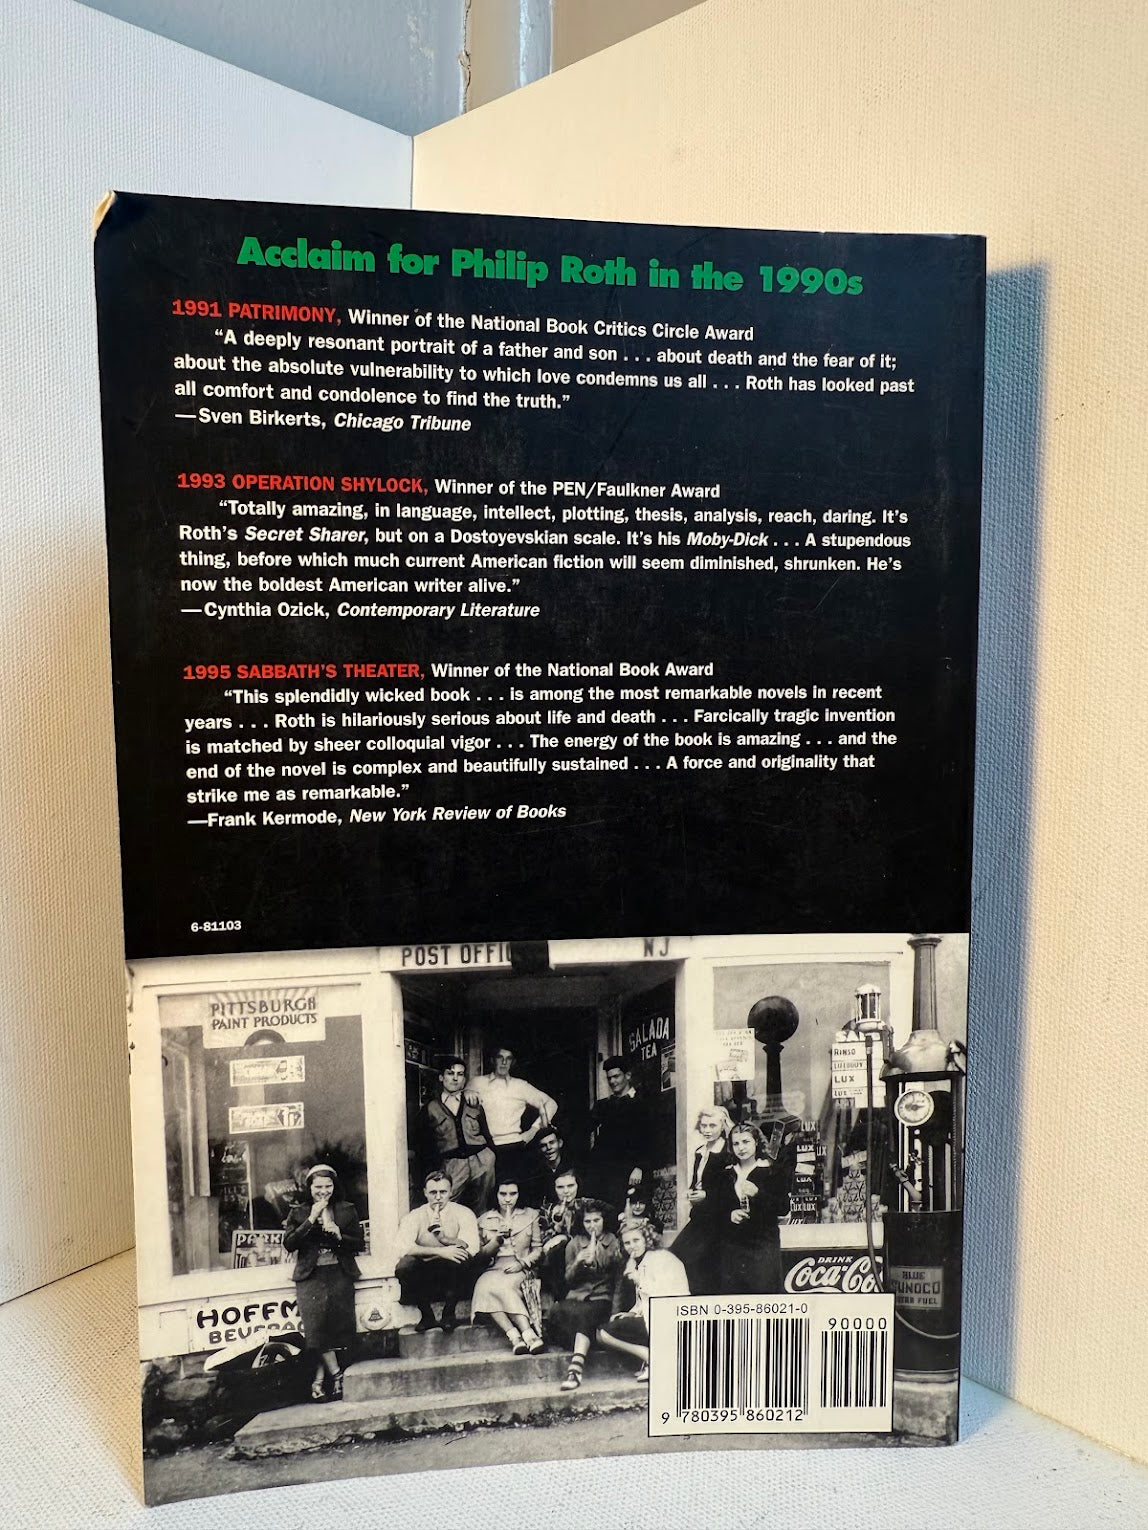 Acclaim for Philip Roth in the 1990s
1991 PATRIMONY, Winner of the National Book Critics Circle Award
“A deeply resonant portrait of a father and son . . . about death and the fear of it;
about the absolute vulnerability to which love condemns us all . . . Roth has looked past
all comfort and condolence to find the truth.”
—Sven Birkerts, Chicago Tribune
1993 OPERATION SHYLOCK, Winner of the PEN/Faulkner Award
“Totally amazing, in language, intellect, plotting, thesis, analysis, reach, daring. It’s
Roth’s Secret Sharer, but on a Dostoyevskian scale. It’s his Moby-Dick . . . A stupendous
thing, before which much current American fiction will seem diminished, shrunken. He’s
now the boldest American writer alive.”
—Cynthia Ozick, Contemporary Literature
1995 SABBATH’S THEATER, Winner of the National Book Award
“This splendidly wicked book . . . is among the most remarkable novels in recent
years . . . Roth is hilariously serious about life and death . . . Farcically tragic invention
is matched by sheer colloquial vigor . . . The energy of the book is amazing . . . and the
end of the novel is complex and beautifully sustained . . . A force and originality that
strike me as remarkable.”
—Frank Kermode, New York Review of Books
6-81103
POST OFFIC NJ
PITTSBURGH
PAINT PRODUCTS
SALADA
TEA
RINSO
LUX
LUX
LUX
LUX
LUX
LUX LUX
PARK
DRINK
Coca-Co
BLUE
SUNOCO
FUEL
HOFFM
BEVERAG
ISBN 0-395-86021-0
90000
9 780395 860212